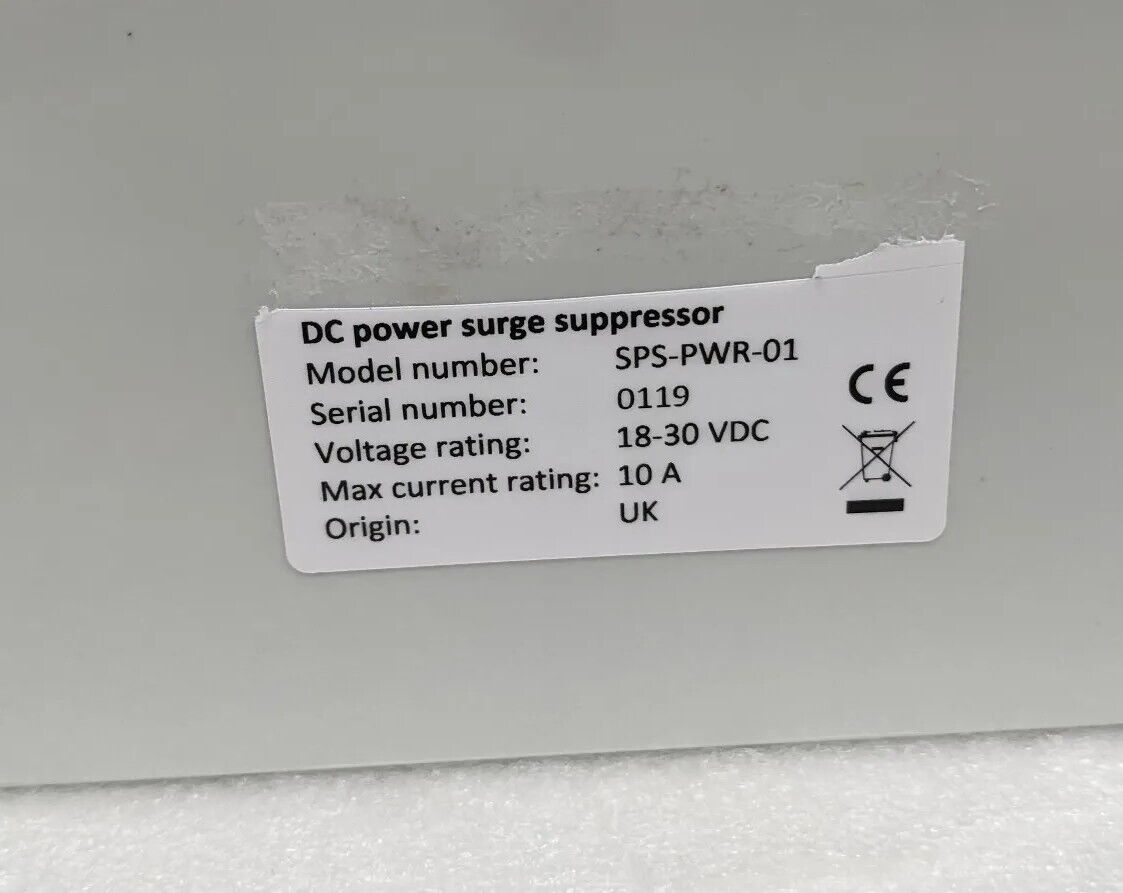 DC power surge suppressor
Model number: SPS-PWR-01
Serial number: 0119
Voltage rating: 18-30 VDC
Max current rating: 10 A
Origin: UK
CE